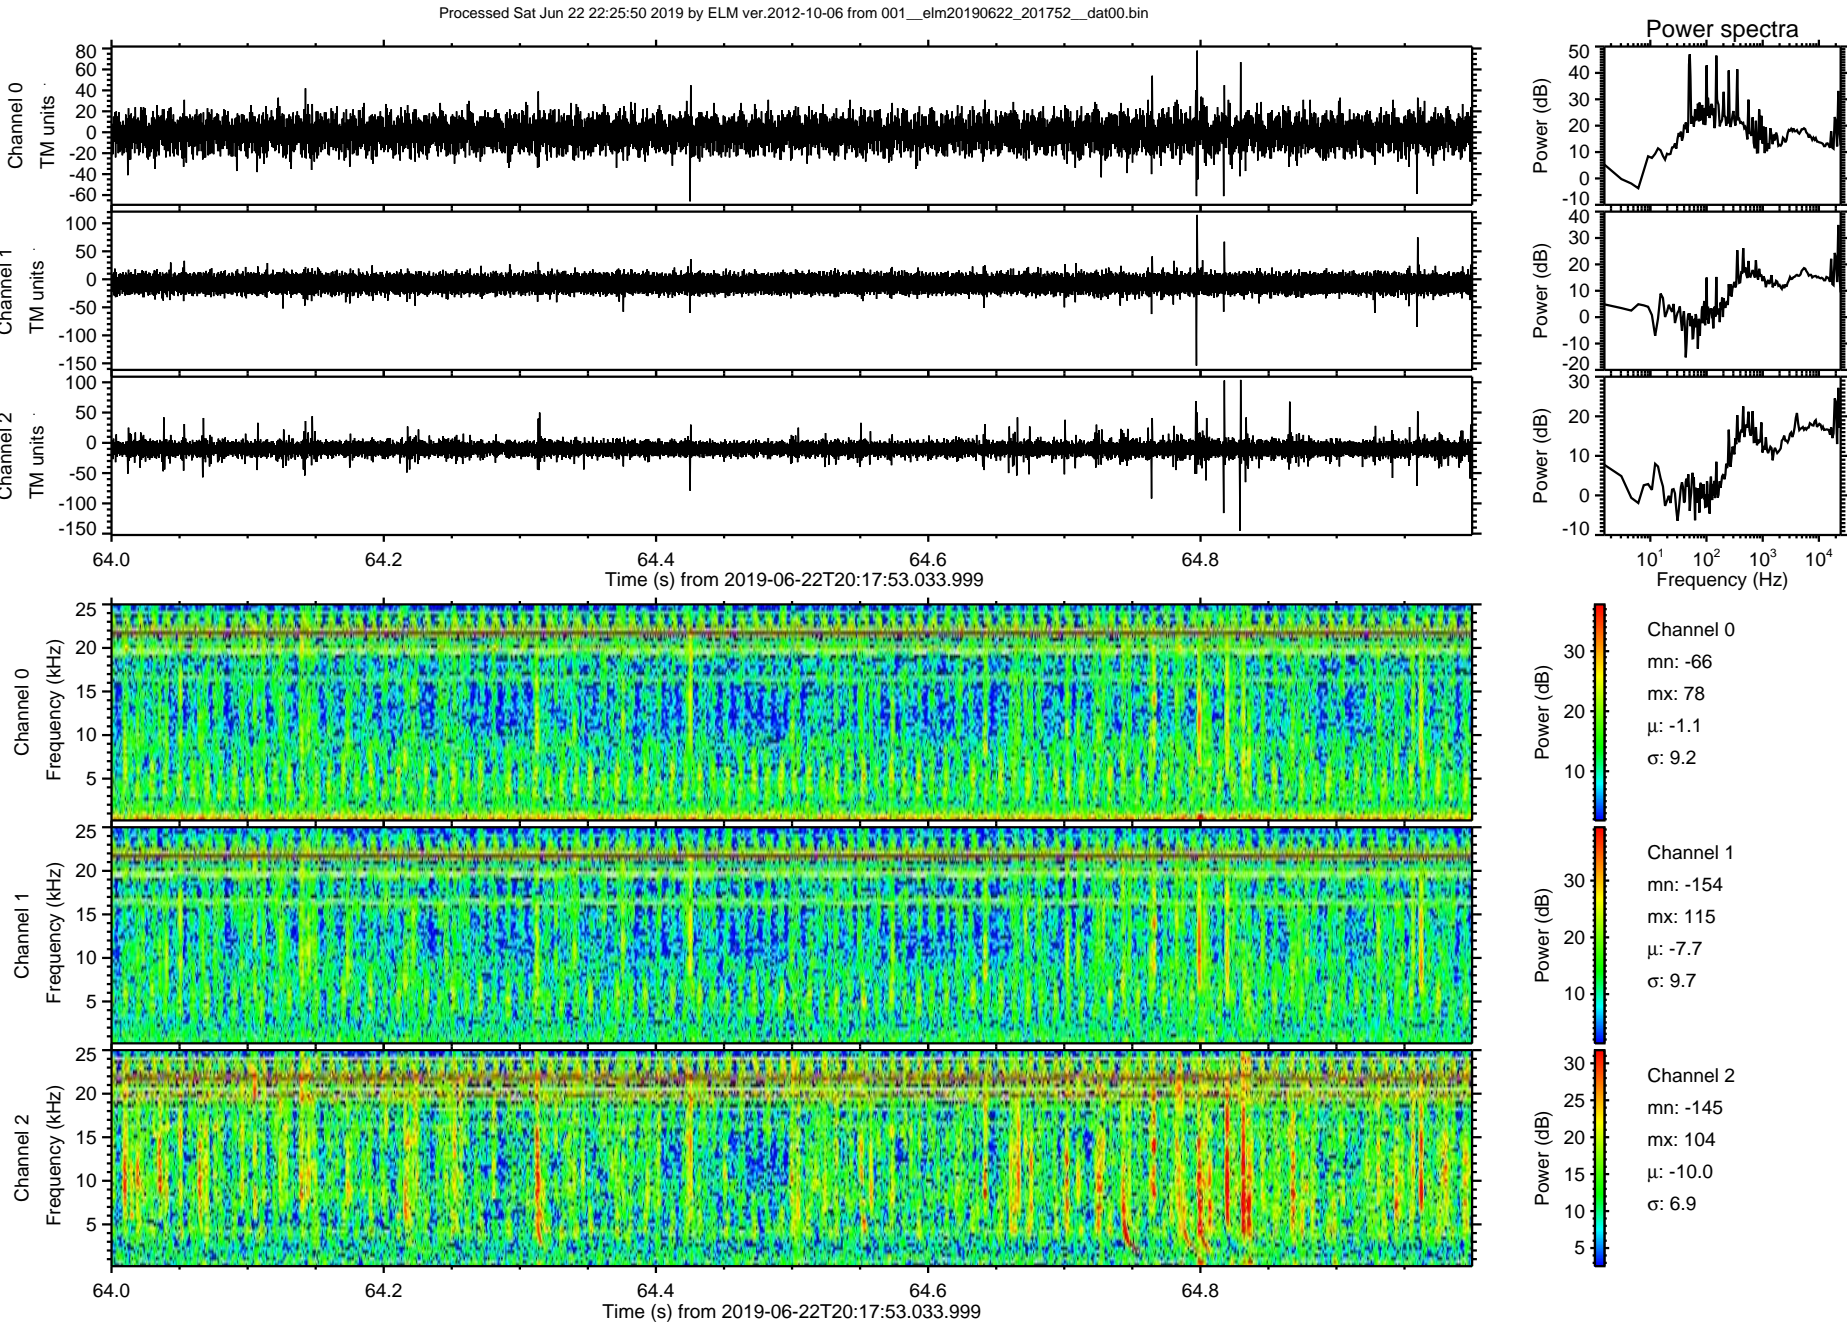 Processed Sat Jun 22 22:25:50 2019 by ELM ver.2012-10-06 from 001__elm20190622_201752__dat00.bin
Power spectra
Channel 0
TM units
80
60
40
20
0
-20
-40
-60
Power (dB)
50
40
30
20
10
0
-10
Channel 1
TM units
100
50
0
-50
-100
-150
Power (dB)
40
30
20
10
0
-10
-20
Channel 2
TM units
100
50
0
-50
-100
-150
Power (dB)
30
20
10
0
-10
64.0 64.2 64.4 64.6 64.8
Time (s) from 2019-06-22T20:17:53.033.999
10¹ 10² 10³ 10⁴
Frequency (Hz)
Channel 0
Frequency (kHz)
25
20
15
10
5
Power (dB)
30
20
10
Channel 0
mn: -66
mx: 78
μ: -1.1
σ: 9.2
Channel 1
Frequency (kHz)
25
20
15
10
5
Power (dB)
30
20
10
Channel 1
mn: -154
mx: 115
μ: -7.7
σ: 9.7
Channel 2
Frequency (kHz)
25
20
15
10
5
Power (dB)
30
25
20
15
10
5
Channel 2
mn: -145
mx: 104
μ: -10.0
σ: 6.9
64.0 64.2 64.4 64.6 64.8
Time (s) from 2019-06-22T20:17:53.033.999